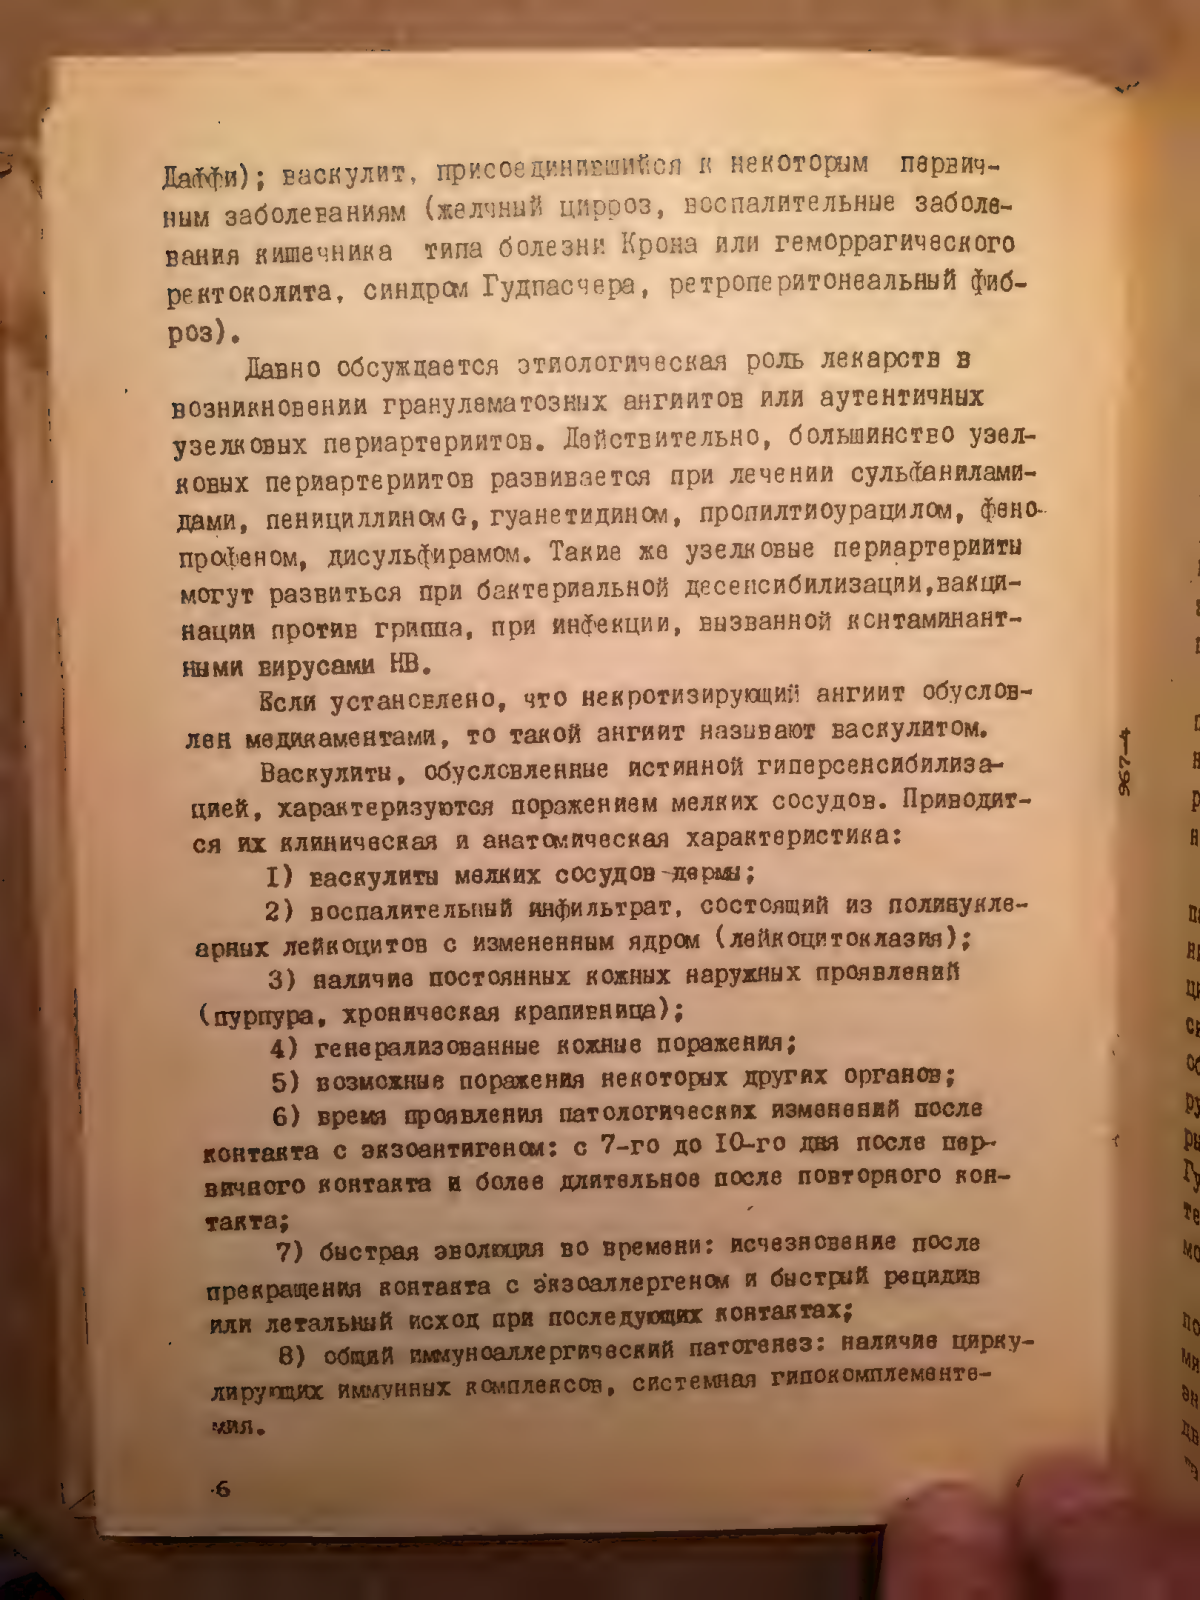 Даффи); васкулит, присоединившийся к некоторым первич-
ным заболеваниям (желчный цирроз, воспалительные заболе-
вания кишечника типа болезни Крона или геморрагического
ректоколита, синдром Гудпасчера, ретроперитонеальный фиб-
роз).
Давно обсуждается этиологическая роль лекарств в
возникновении гранулематозных ангиитов или аутентичных
узелковых периартериитов. Действительно, большинство узел-
ковых периартериитов развивается при лечении сульфанилами-
дами, пенициллином G, гуанетидином, пропилтиоурацилом, фено-
профеном, дисульфирамом. Такие же узелковые периартерииты
могут развиться при бактериальной десенсибилизации, вакци-
нации против гриппа, при инфекции, вызванной контаминант-
ными вирусами НВ.
Если установлено, что некротизирующий ангиит обуслов-
лен медикаментами, то такой ангиит называют васкулитом.
Васкулиты, обусловленные истинной гиперсенсибилиза-
цией, характеризуются поражением мелких сосудов. Приводит-
ся их клиническая и анатомическая характеристика:
1) васкулиты мелких сосудов дермы;
2) воспалительный инфильтрат, состоящий из полинукле-
арных лейкоцитов с измененным ядром (лейкоцитоклазия);
3) наличие постоянных кожных наружных проявлений
(пурпура, хроническая крапивница);
4) генерализованные кожные поражения;
5) возможные поражения некоторых других органов;
6) время проявления патологических изменений после
контакта с экзоантигеном: с 7-го до 10-го дня после пер-
вичного контакта и более длительное после повторного кон-
такта;
7) быстрая эволюция во времени: исчезновение после
прекращения контакта с экзоаллергеном и быстрый рецидив
или летальный исход при последующих контактах;
8) общий иммуноаллергический патогенез: наличие цирку-
лирующих иммунных комплексов, системная гипокомплементе-
мия.
6
967-4